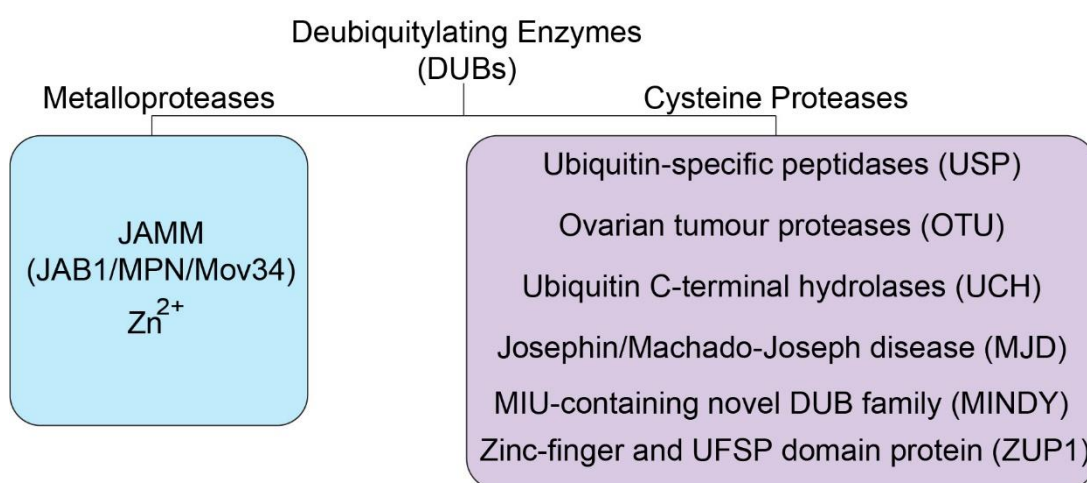 Deubiquitylating Enzymes
(DUBs)
Metalloproteases
Cysteine Proteases
JAMM
(JAB1/MPN/Mov34)
Zn²⁺
Ubiquitin-specific peptidases (USP)
Ovarian tumour proteases (OTU)
Ubiquitin C-terminal hydrolases (UCH)
Josephin/Machado-Joseph disease (MJD)
MIU-containing novel DUB family (MINDY)
Zinc-finger and UFSP domain protein (ZUP1)